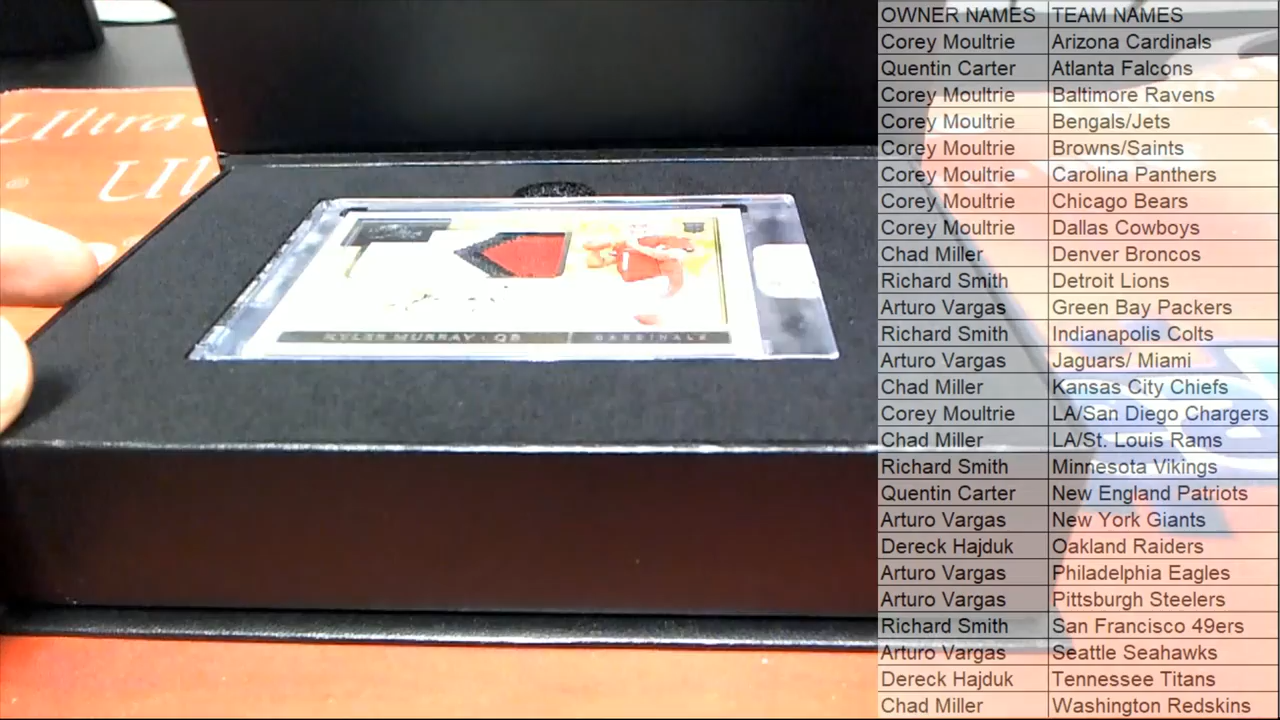 Ultra
Ul
KYLER MURRAY · QB CARDINALS
OWNER NAMES TEAM NAMES
Corey Moultrie Arizona Cardinals
Quentin Carter Atlanta Falcons
Corey Moultrie Baltimore Ravens
Corey Moultrie Bengals/Jets
Corey Moultrie Browns/Saints
Corey Moultrie Carolina Panthers
Corey Moultrie Chicago Bears
Corey Moultrie Dallas Cowboys
Chad Miller Denver Broncos
Richard Smith Detroit Lions
Arturo Vargas Green Bay Packers
Richard Smith Indianapolis Colts
Arturo Vargas Jaguars/ Miami
Chad Miller Kansas City Chiefs
Corey Moultrie LA/San Diego Chargers
Chad Miller LA/St. Louis Rams
Richard Smith Minnesota Vikings
Quentin Carter New England Patriots
Arturo Vargas New York Giants
Dereck Hajduk Oakland Raiders
Arturo Vargas Philadelphia Eagles
Arturo Vargas Pittsburgh Steelers
Richard Smith San Francisco 49ers
Arturo Vargas Seattle Seahawks
Dereck Hajduk Tennessee Titans
Chad Miller Washington Redskins